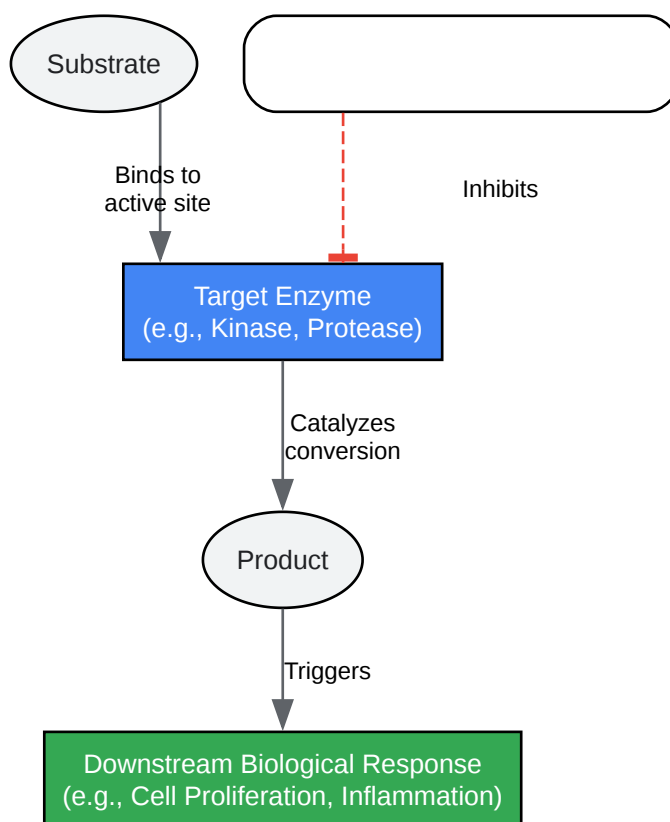 Substrate
Binds to
active site
Inhibits
Target Enzyme
(e.g., Kinase, Protease)
Catalyzes
conversion
Product
Triggers
Downstream Biological Response
(e.g., Cell Proliferation, Inflammation)